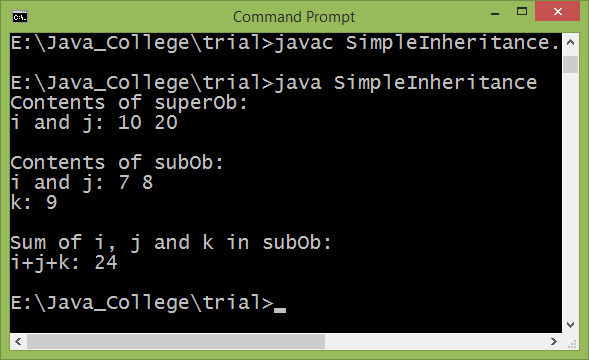 Command Prompt
E:\Java_College\trial>javac SimpleInheritance.
E:\Java_College\trial>java SimpleInheritance
Contents of superOb:
i and j: 10 20
Contents of subOb:
i and j: 7 8
k: 9
Sum of i, j and k in subOb:
i+j+k: 24
E:\Java_College\trial>_